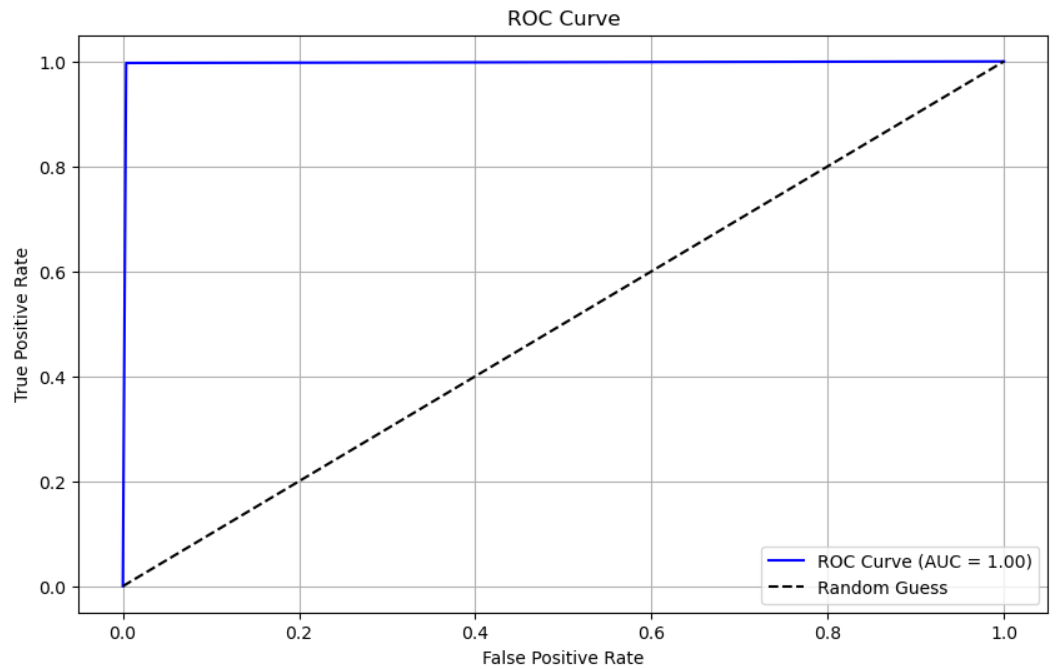 ROC Curve
1.0
0.8
0.6
0.4
0.2
0.0
True Positive Rate
ROC Curve (AUC = 1.00)
Random Guess
0.0 0.2 0.4 0.6 0.8 1.0
False Positive Rate